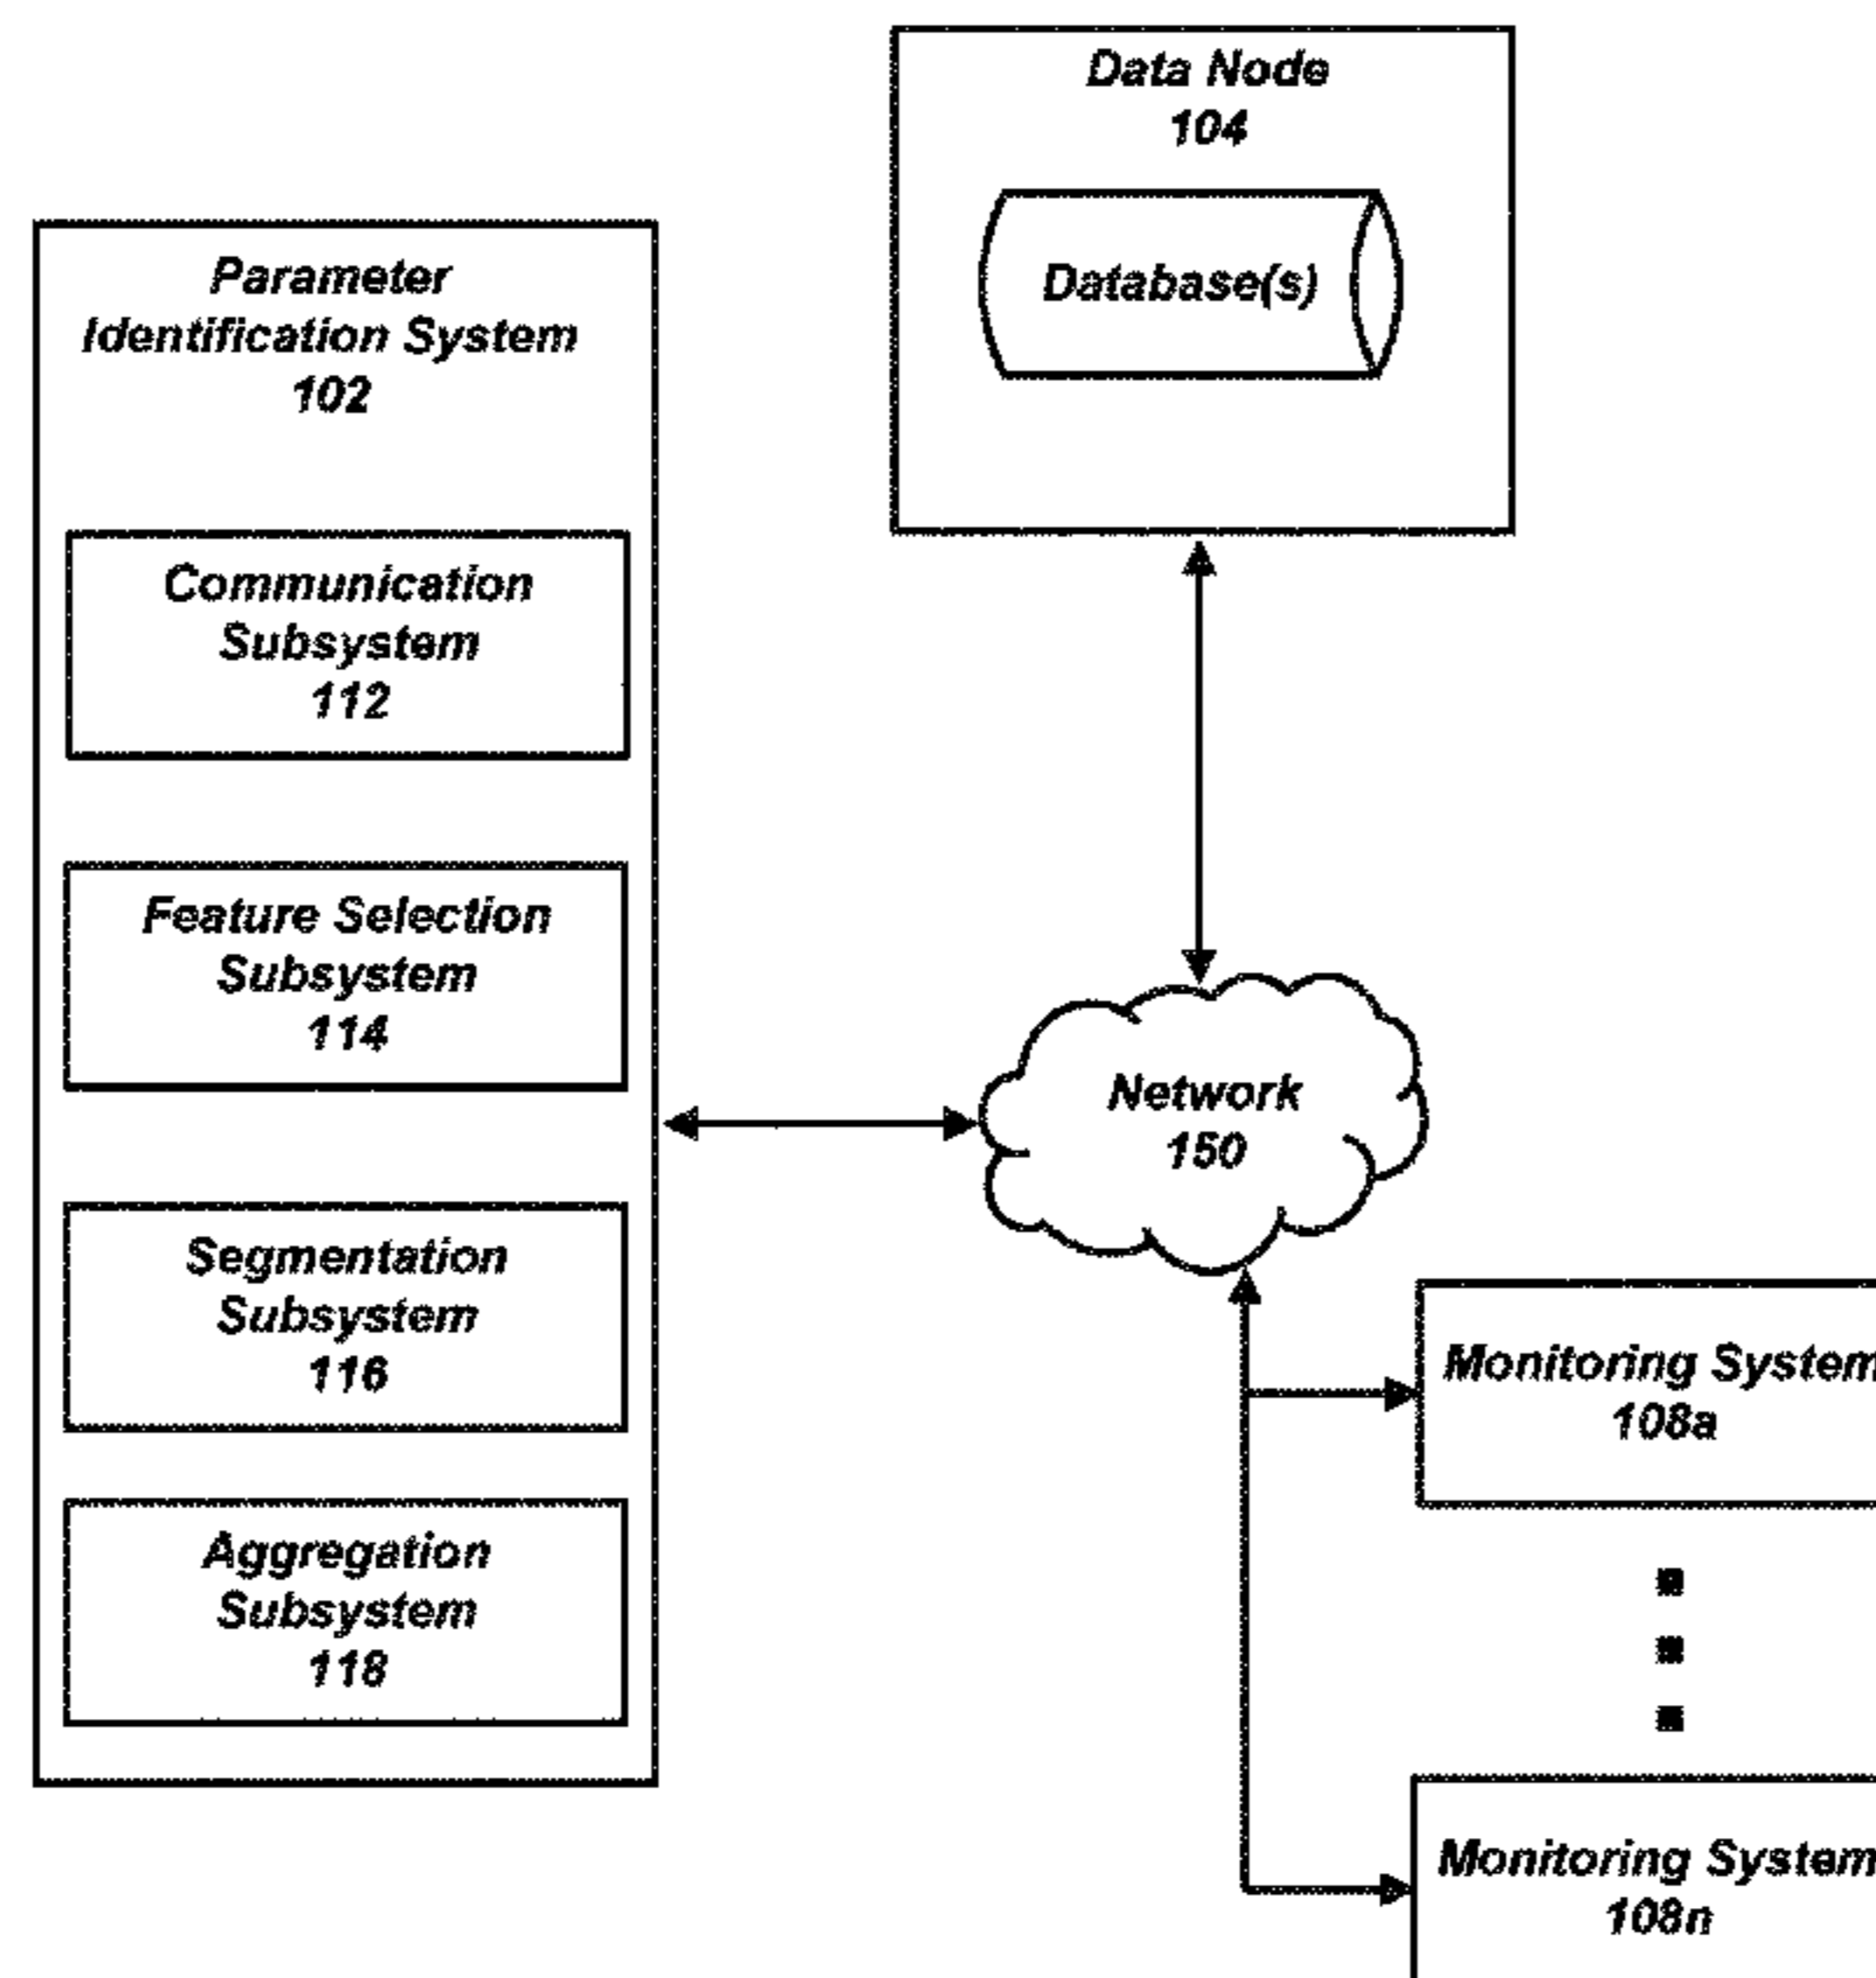 Data Node
104
Database(s)
Parameter
Identification System
102
Communication
Subsystem
112
Feature Selection
Subsystem
114
Segmentation
Subsystem
116
Aggregation
Subsystem
118
Network
150
Monitoring System
108a
Monitoring System
108n